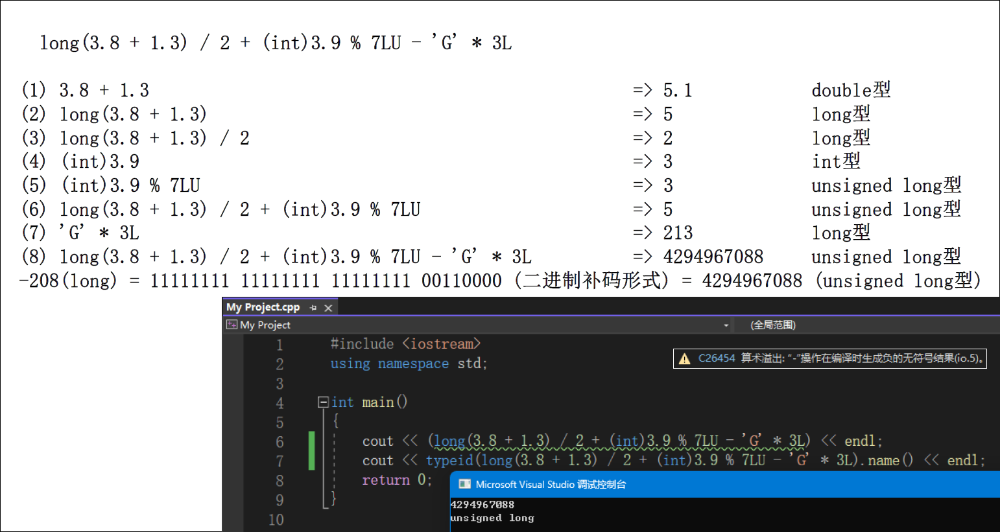 long(3.8 + 1.3) / 2 + (int)3.9 % 7LU - 'G' * 3L
(1) 3.8 + 1.3 => 5.1 double型
(2) long(3.8 + 1.3) => 5 long型
(3) long(3.8 + 1.3) / 2 => 2 long型
(4) (int)3.9 => 3 int型
(5) (int)3.9 % 7LU => 3 unsigned long型
(6) long(3.8 + 1.3) / 2 + (int)3.9 % 7LU => 5 unsigned long型
(7) 'G' * 3L => 213 long型
(8) long(3.8 + 1.3) / 2 + (int)3.9 % 7LU - 'G' * 3L => 4294967088 unsigned long型
-208(long) = 11111111 11111111 11111111 00110000 (二进制补码形式) = 4294967088 (unsigned long型)
My Project.cpp
My Project (全局范围)
1 #include <iostream>
C26454 算术溢出: “-”操作在编译时生成负的无符号结果(io.5)。
2 using namespace std;
3
4 int main()
5 {
6 cout << (long(3.8 + 1.3) / 2 + (int)3.9 % 7LU - 'G' * 3L) << endl;
7 cout << typeid(long(3.8 + 1.3) / 2 + (int)3.9 % 7LU - 'G' * 3L).name() << endl;
8 return 0;
9 }
10
Microsoft Visual Studio 调试控制台
4294967088
unsigned long